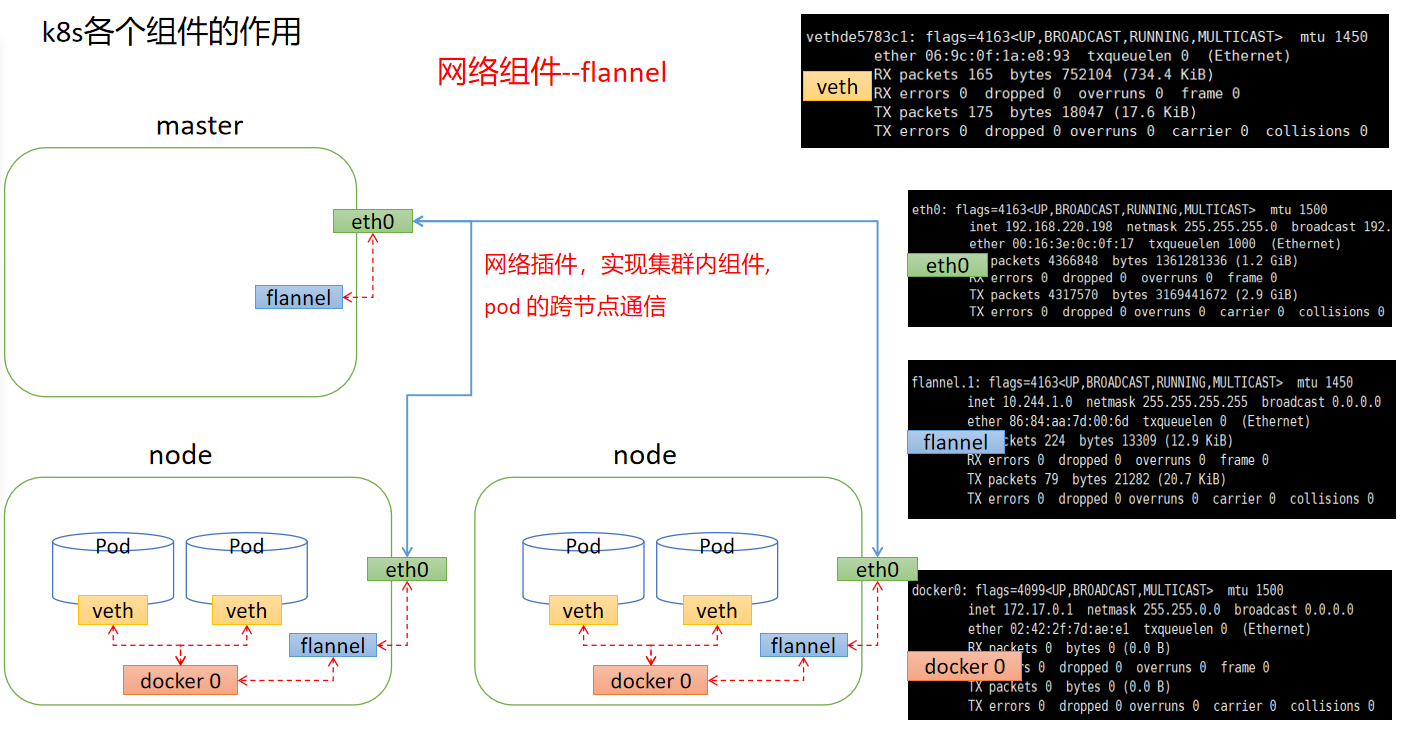 k8s各个组件的作用
网络组件--flannel
master
eth0
flannel
网络插件，实现集群内组件,
pod 的跨节点通信
node
Pod
Pod
veth
veth
eth0
flannel
docker 0
node
Pod
Pod
veth
veth
eth0
flannel
docker 0
vethde5783c1: flags=4163<UP,BROADCAST,RUNNING,MULTICAST> mtu 1450
ether 06:9c:0f:1a:e8:93 txqueuelen 0 (Ethernet)
RX packets 165 bytes 752104 (734.4 KiB)
veth
RX errors 0 dropped 0 overruns 0 frame 0
TX packets 175 bytes 18047 (17.6 KiB)
TX errors 0 dropped 0 overruns 0 carrier 0 collisions 0
eth0: flags=4163<UP,BROADCAST,RUNNING,MULTICAST> mtu 1500
inet 192.168.220.198 netmask 255.255.255.0 broadcast 192.
ether 00:16:3e:0c:0f:17 txqueuelen 1000 (Ethernet)
eth0
packets 4366848 bytes 1361281336 (1.2 GiB)
RX errors 0 dropped 0 overruns 0 frame 0
TX packets 4317570 bytes 3169441672 (2.9 GiB)
TX errors 0 dropped 0 overruns 0 carrier 0 collisions 0
flannel.1: flags=4163<UP,BROADCAST,RUNNING,MULTICAST> mtu 1450
inet 10.244.1.0 netmask 255.255.255.255 broadcast 0.0.0.0
ether 86:84:aa:7d:00:6d txqueuelen 0 (Ethernet)
flannel
ckets 224 bytes 13309 (12.9 KiB)
RX errors 0 dropped 0 overruns 0 frame 0
TX packets 79 bytes 21282 (20.7 KiB)
TX errors 0 dropped 0 overruns 0 carrier 0 collisions 0
docker0: flags=4099<UP,BROADCAST,MULTICAST> mtu 1500
inet 172.17.0.1 netmask 255.255.0.0 broadcast 0.0.0.0
ether 02:42:2f:7d:ae:e1 txqueuelen 0 (Ethernet)
RX packets 0 bytes 0 (0.0 B)
docker 0
rs 0 dropped 0 overruns 0 frame 0
TX packets 0 bytes 0 (0.0 B)
TX errors 0 dropped 0 overruns 0 carrier 0 collisions 0